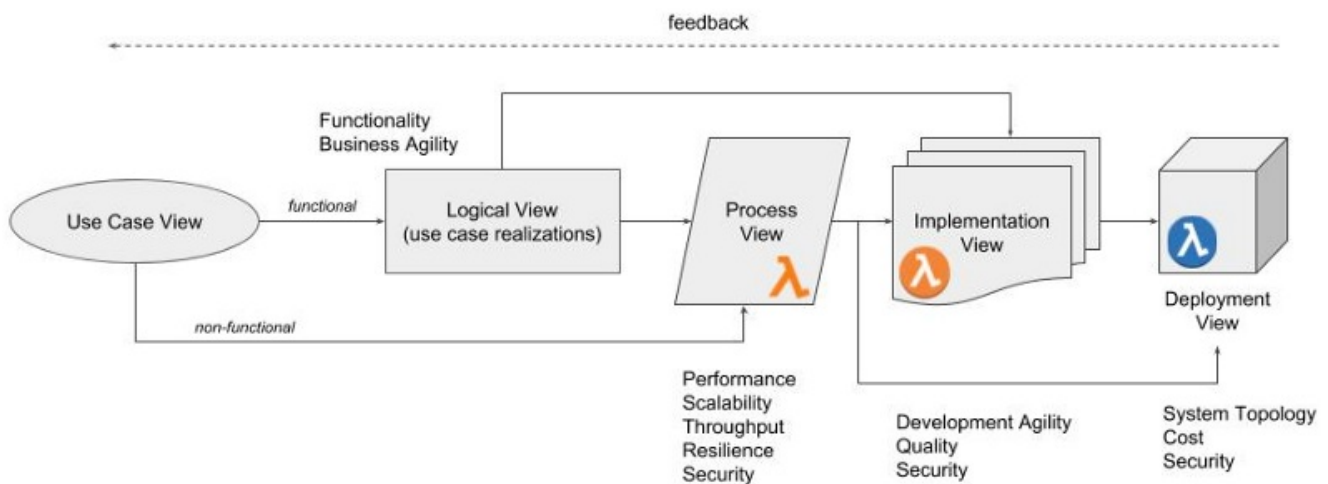 feedback
Functionality
Business Agility
Use Case View
functional
Logical View
(use case realizations)
Process
View
λ
Implementation
View
λ
λ
Deployment
View
non-functional
Performance
Scalability
Throughput
Resilience
Security
Development Agility
Quality
Security
System Topology
Cost
Security